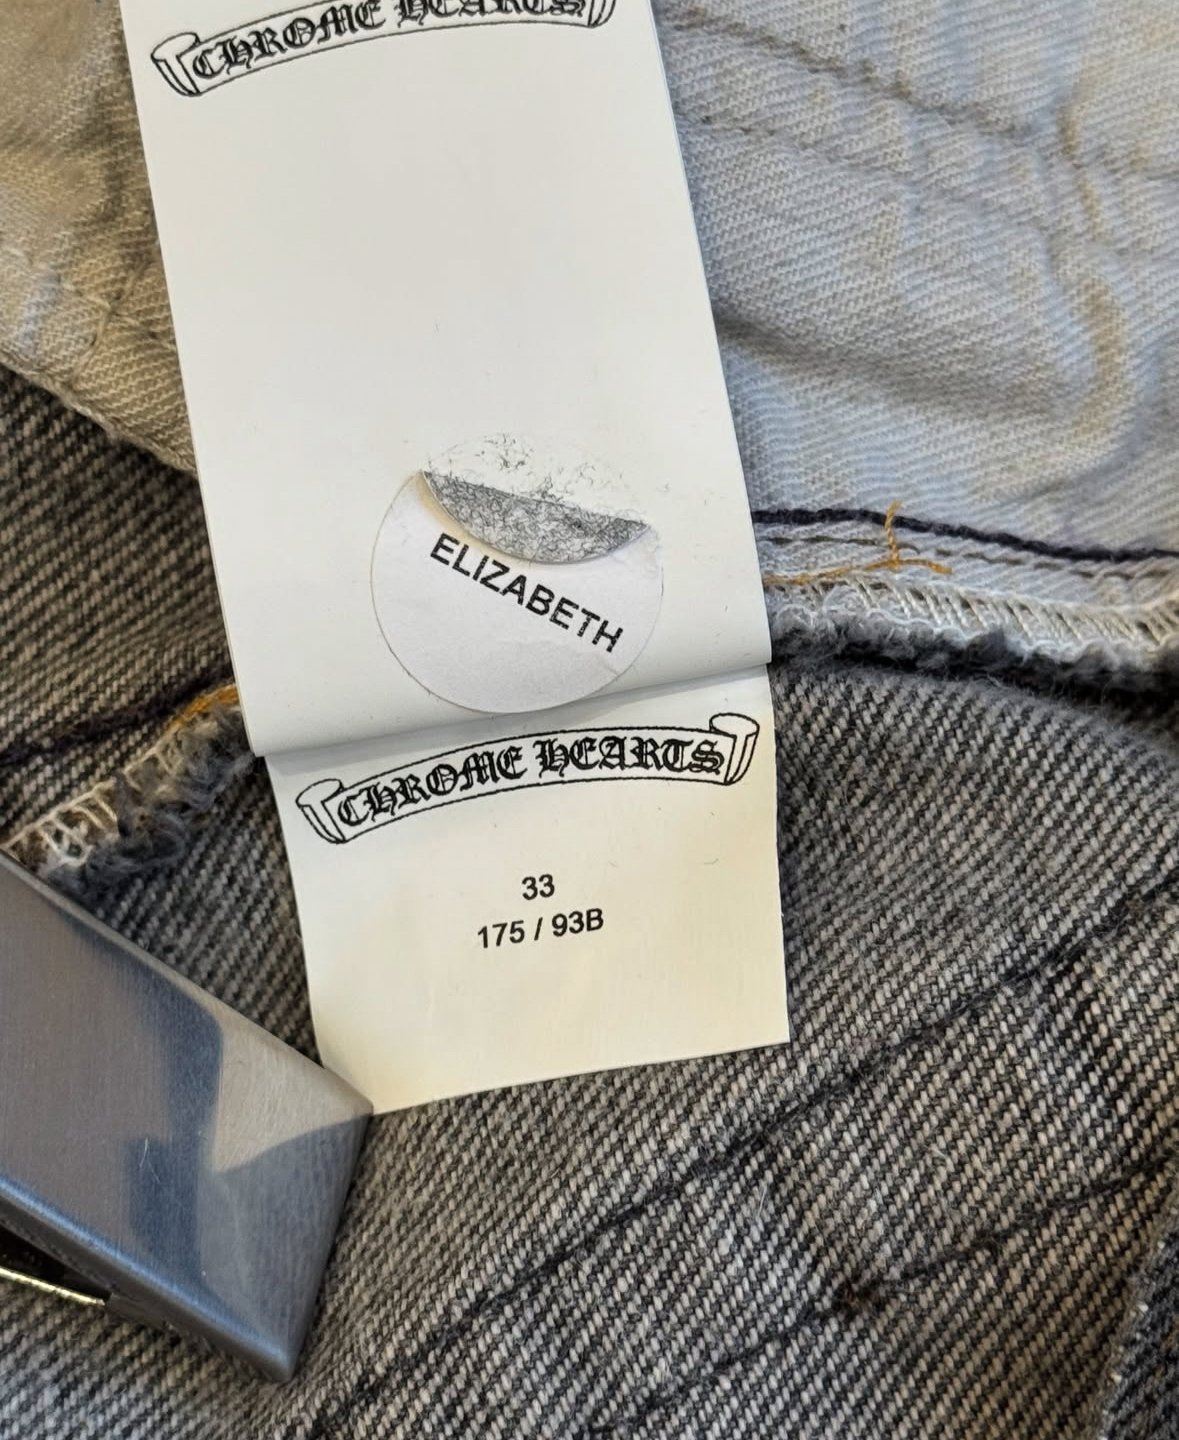 CHROME HEARTS
ELIZABETH
CHROME HEARTS
33
175 / 93B